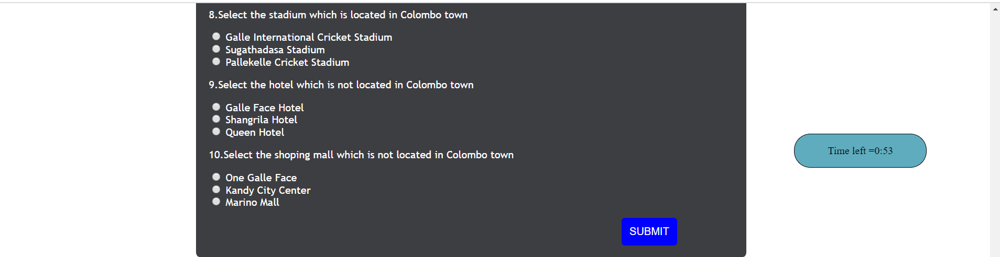 8.Select the stadium which is located in Colombo town
Galle International Cricket Stadium
Sugathadasa Stadium
Pallekelle Cricket Stadium
9.Select the hotel which is not located in Colombo town
Galle Face Hotel
Shangrila Hotel
Queen Hotel
10.Select the shoping mall which is not located in Colombo town
One Galle Face
Kandy City Center
Marino Mall
SUBMIT
Time left =0:53